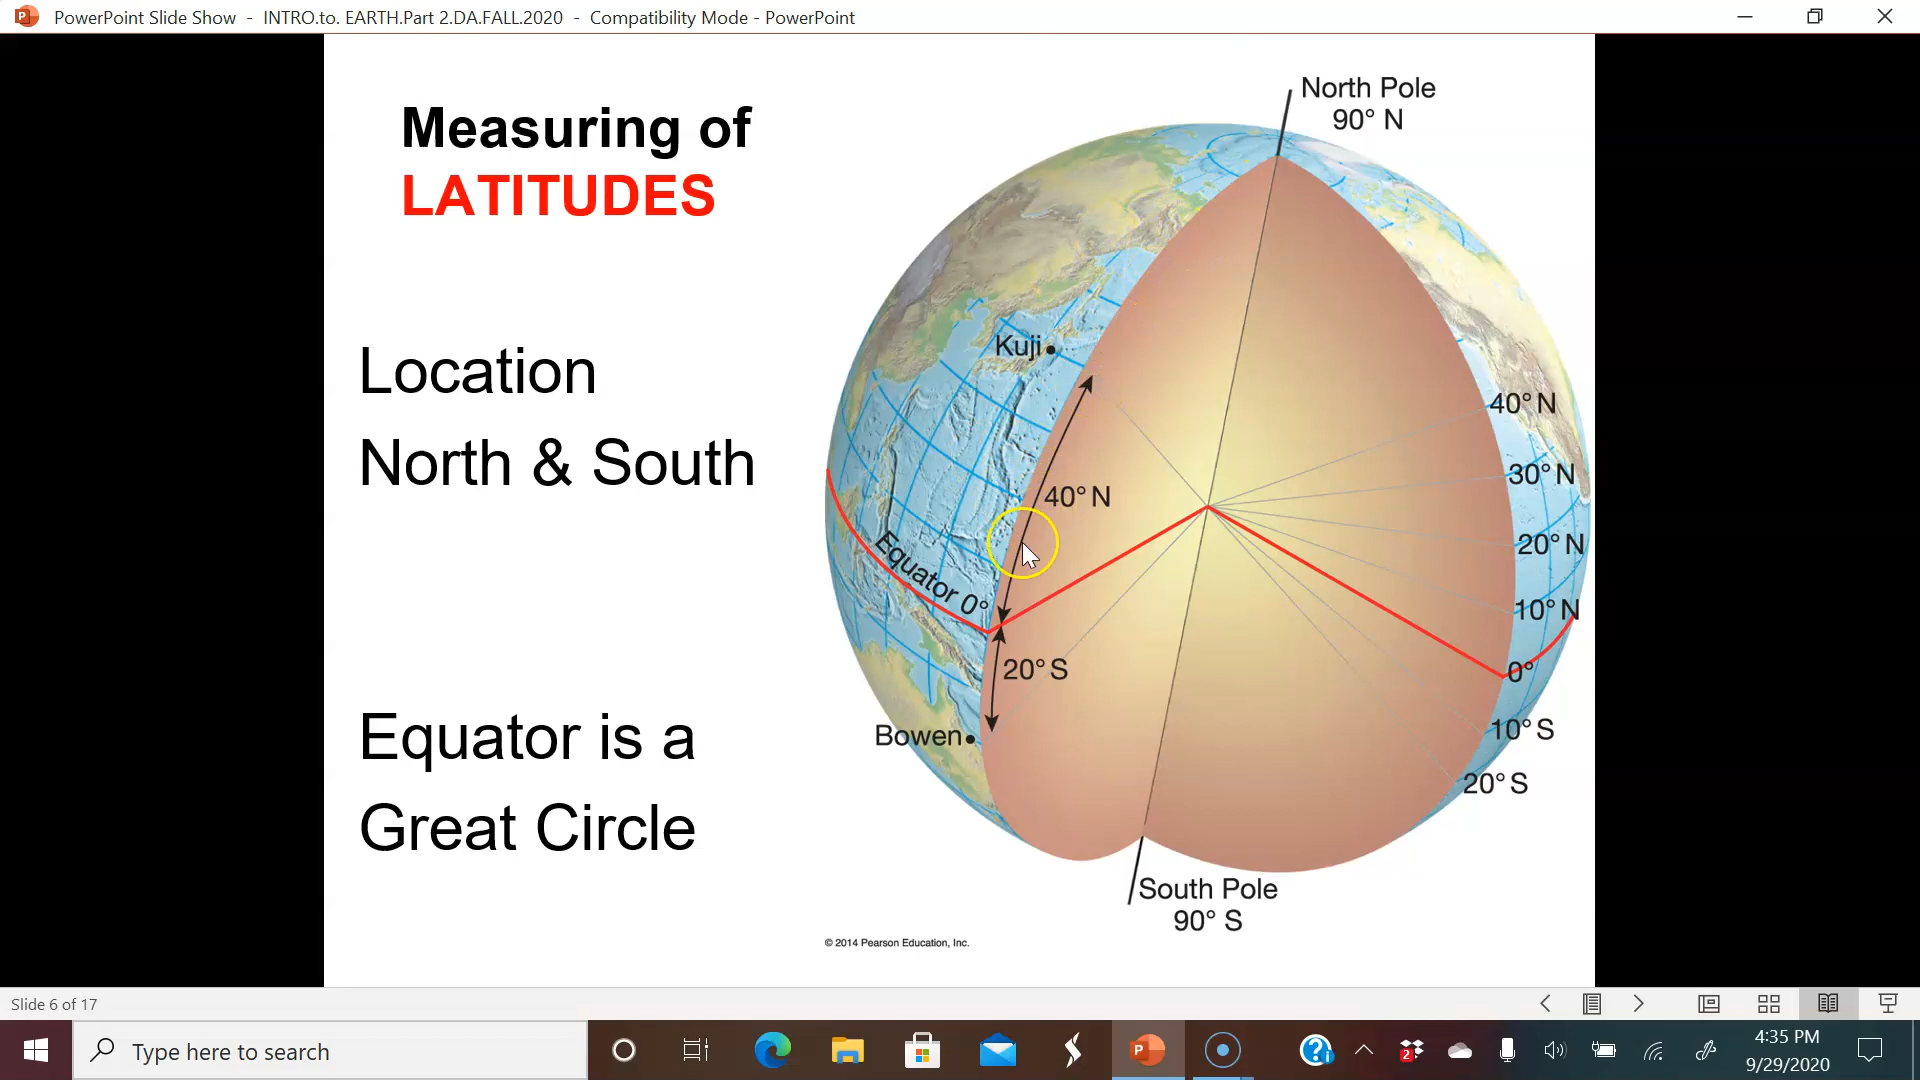 PowerPoint Slide Show - INTRO.to. EARTH.Part 2.DA.FALL.2020 - Compatibility Mode - PowerPoint
Measuring of
LATITUDES
Location
North & South
Equator is a
Great Circle
North Pole
90° N
Kuji
40° N
40° N
30° N
20° N
Equator 0°
10° N
20° S
0°
Bowen
10° S
20° S
South Pole
90° S
© 2014 Pearson Education, Inc.
Slide 6 of 17
Type here to search
2
4:35 PM
9/29/2020